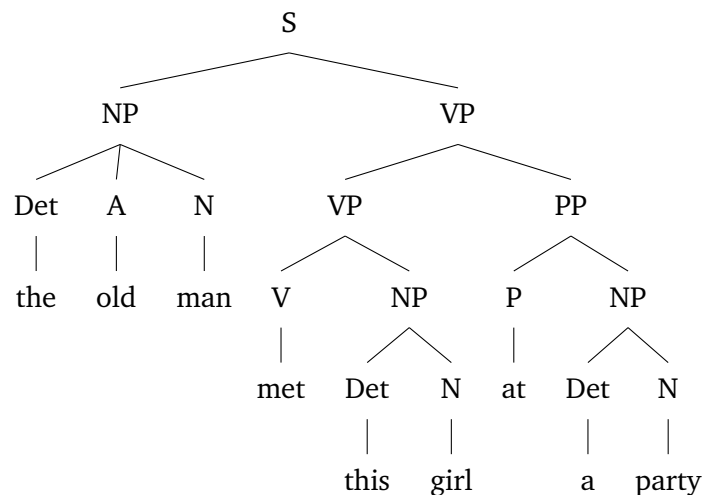 S
NP VP
Det A N VP PP
the old man V NP P NP
met Det N at Det N
this girl a party